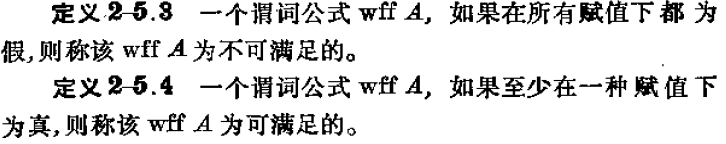 定义2-5.3 一个谓词公式 wff A, 如果在所有赋值下都为
假,则称该 wff A 为不可满足的。
定义2-5.4 一个谓词公式 wff A, 如果至少在一种赋值下
为真,则称该 wff A 为可满足的。